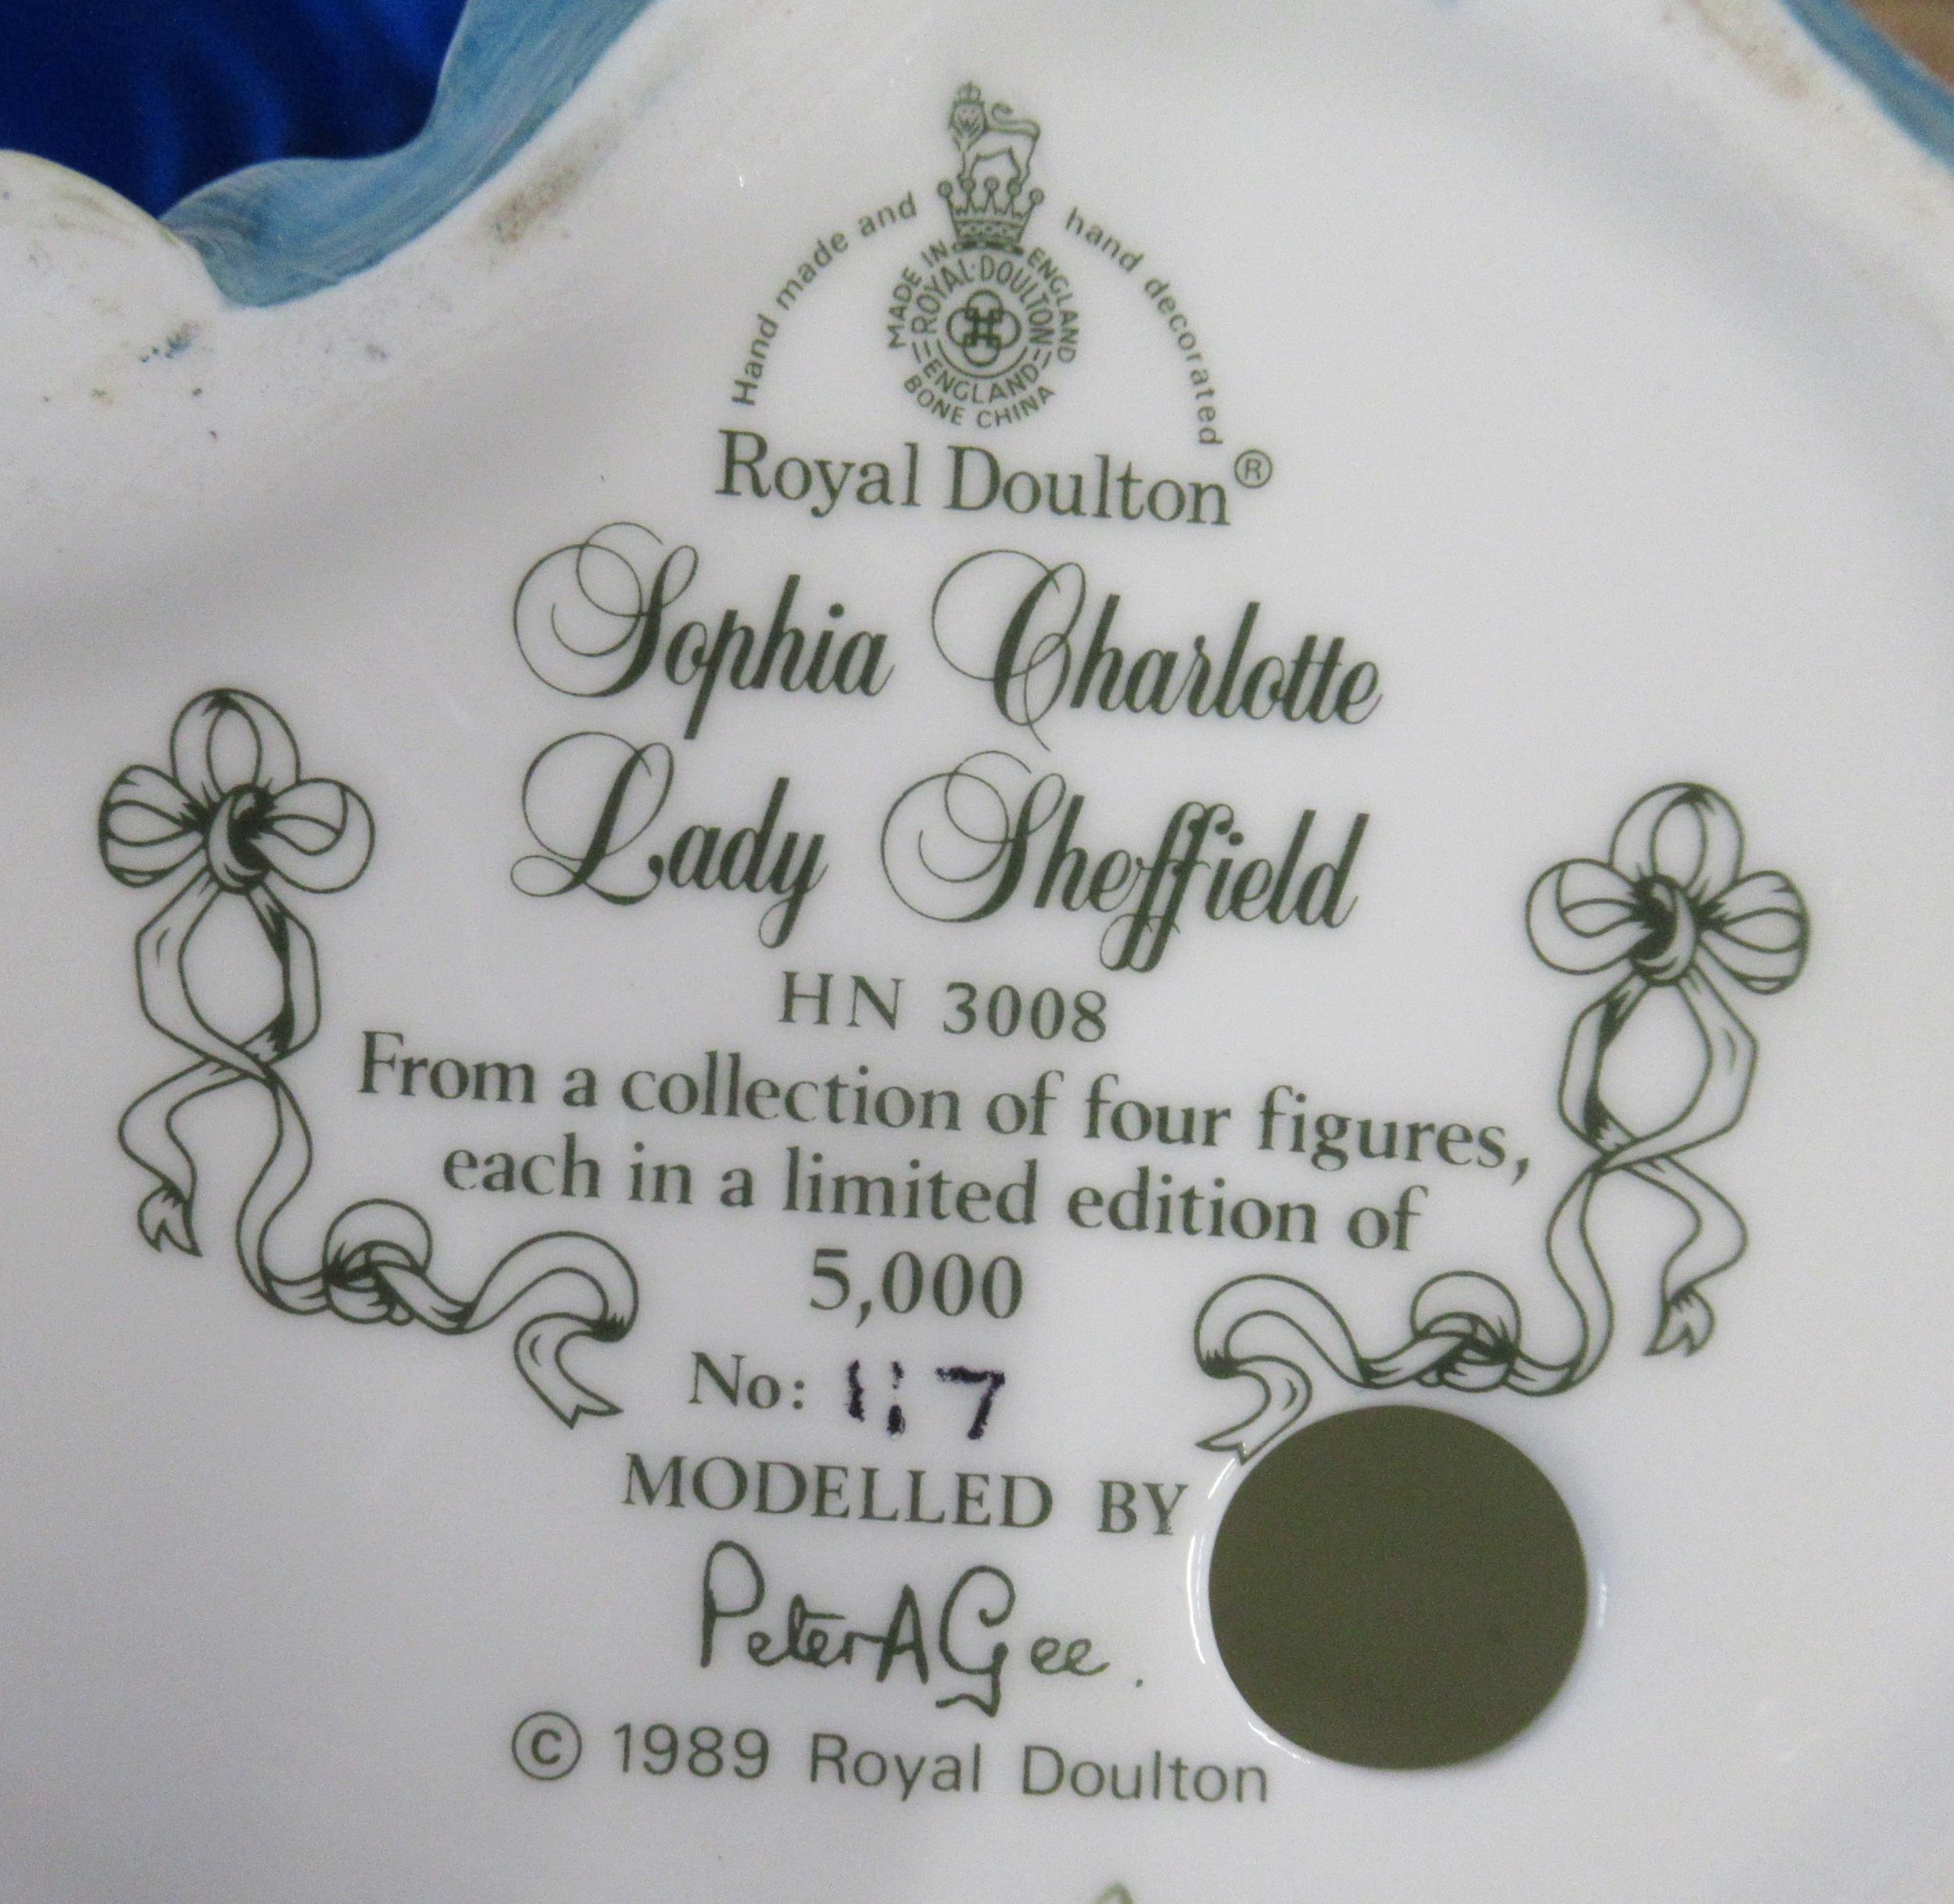 Hand made and hand decorated
MADE IN ENGLAND
ROYAL·DOULTON
ENGLAND
BONE CHINA
Royal Doulton®
Sophia Charlotte
Lady Sheffield
HN 3008
From a collection of four figures,
each in a limited edition of
5,000
No: 117
MODELLED BY
Peter A Gee.
© 1989 Royal Doulton